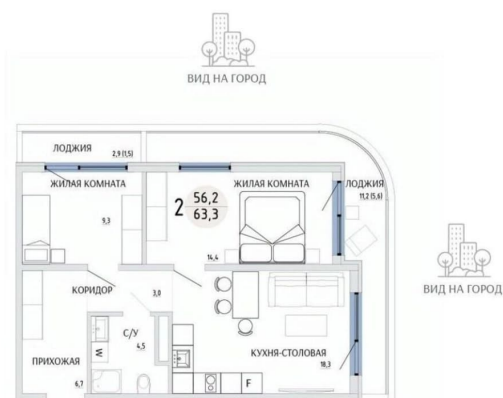 ВИД НА ГОРОД
ЛОДЖИЯ
2,9 (1,5)
ЖИЛАЯ КОМНАТА
9,3
2
56,2
63,3
ЖИЛАЯ КОМНАТА
14,4
ЛОДЖИЯ
11,2 (5,6)
ВИД НА ГОРОД
КОРИДОР
3,0
С/У
4,5
W
ПРИХОЖАЯ
6,7
КУХНЯ-СТОЛОВАЯ
18,3
F